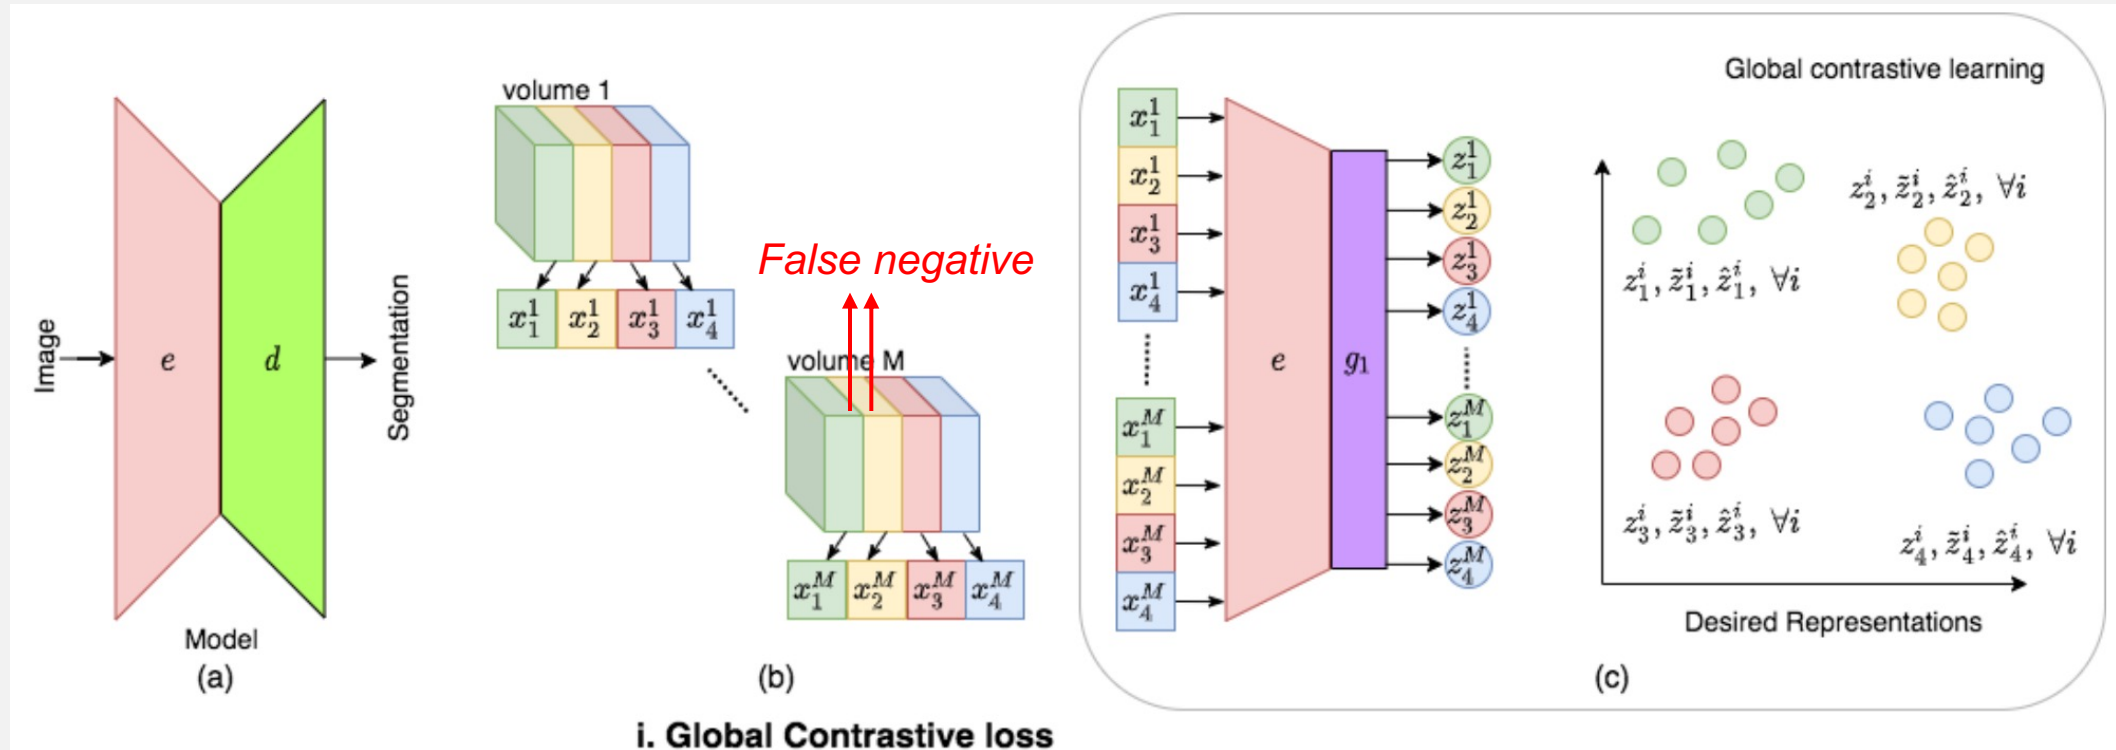 Image
e
d
Segmentation
Model
(a)
volume 1
x_1^1 x_2^1 x_3^1 x_4^1
False negative
volume M
x_1^M x_2^M x_3^M x_4^M
(b)
Global contrastive learning
x_1^1
x_2^1
x_3^1
x_4^1
x_1^M
x_2^M
x_3^M
x_4^M
e
g_1
z_1^1
z_2^1
z_3^1
z_4^1
z_1^M
z_2^M
z_3^M
z_4^M
z_2^i, z̃_2^i, ẑ_2^i, ∀i
z_1^i, z̃_1^i, ẑ_1^i, ∀i
z_3^i, z̃_3^i, ẑ_3^i, ∀i
z_4^i, z̃_4^i, ẑ_4^i, ∀i
Desired Representations
(c)
i. Global Contrastive loss